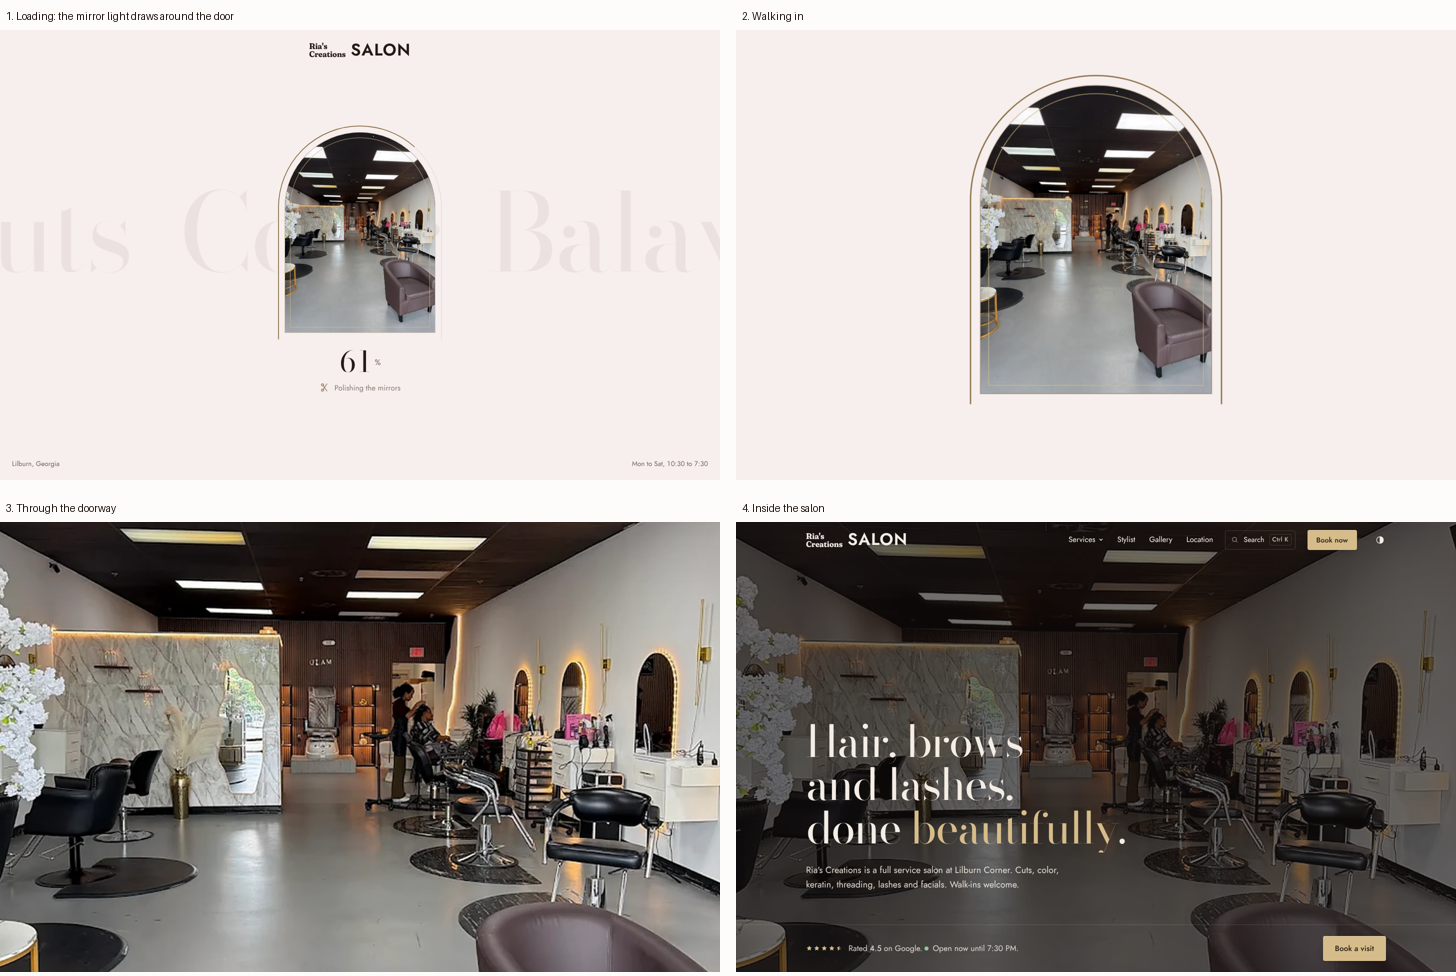 1. Loading: the mirror light draws around the door
Ria's
Creations SALON
uts Co Balay
61 %
Polishing the mirrors
Lilburn, Georgia
Mon to Sat, 10:30 to 7:30
2. Walking in
3. Through the doorway
GLAM
4. Inside the salon
Ria's
Creations SALON
Services Stylist Gallery Location Search Ctrl K Book now
GLAM
Hair, brows
and lashes,
done beautifully.
Ria's Creations is a full service salon at Lilburn Corner. Cuts, color,
keratin, threading, lashes and facials. Walk-ins welcome.
Rated 4.5 on Google. Open now until 7:30 PM.
Book a visit